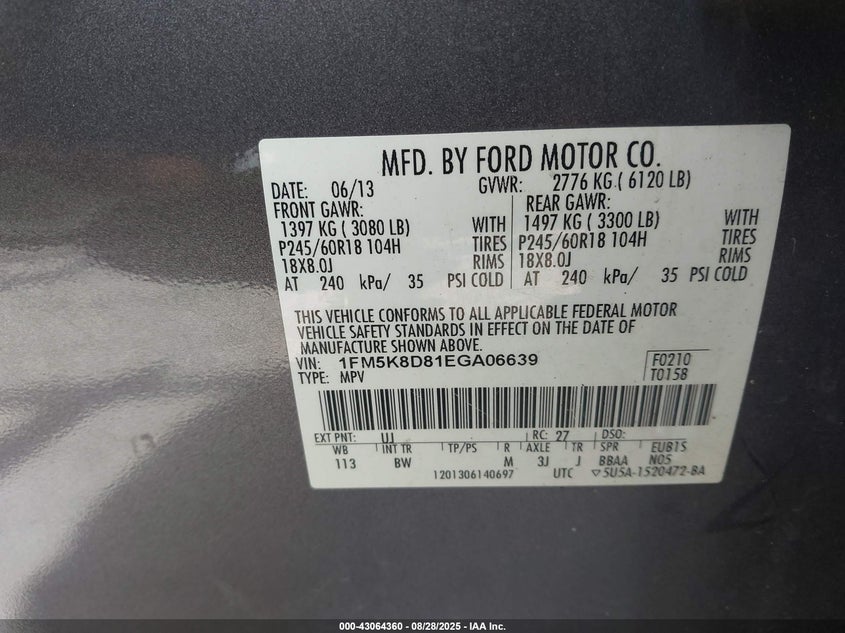 MFD. BY FORD MOTOR CO.
DATE: 06/13 GVWR: 2776 KG ( 6120 LB)
FRONT GAWR: REAR GAWR:
1397 KG ( 3080 LB) WITH 1497 KG ( 3300 LB) WITH
P245/60R18 104H TIRES P245/60R18 104H TIRES
18X8.0J RIMS 18X8.0J RIMS
AT 240 kPa/ 35 PSI COLD AT 240 kPa/ 35 PSI COLD
THIS VEHICLE CONFORMS TO ALL APPLICABLE FEDERAL MOTOR
VEHICLE SAFETY STANDARDS IN EFFECT ON THE DATE OF
MANUFACTURE SHOWN ABOVE.
VIN: 1FM5K8D81EGA06639 F0210
TYPE: MPV T0158
EXT PNT: UJ RC: 27 DSO:
WB INT TR TP/PS R AXLE TR SPR EUB1S
113 BW M 3J J BBAA N05
1201306140697 UTC ▽5U5A-1520472-BA
000-43064360 | 08/28/2025 - IAA Inc.